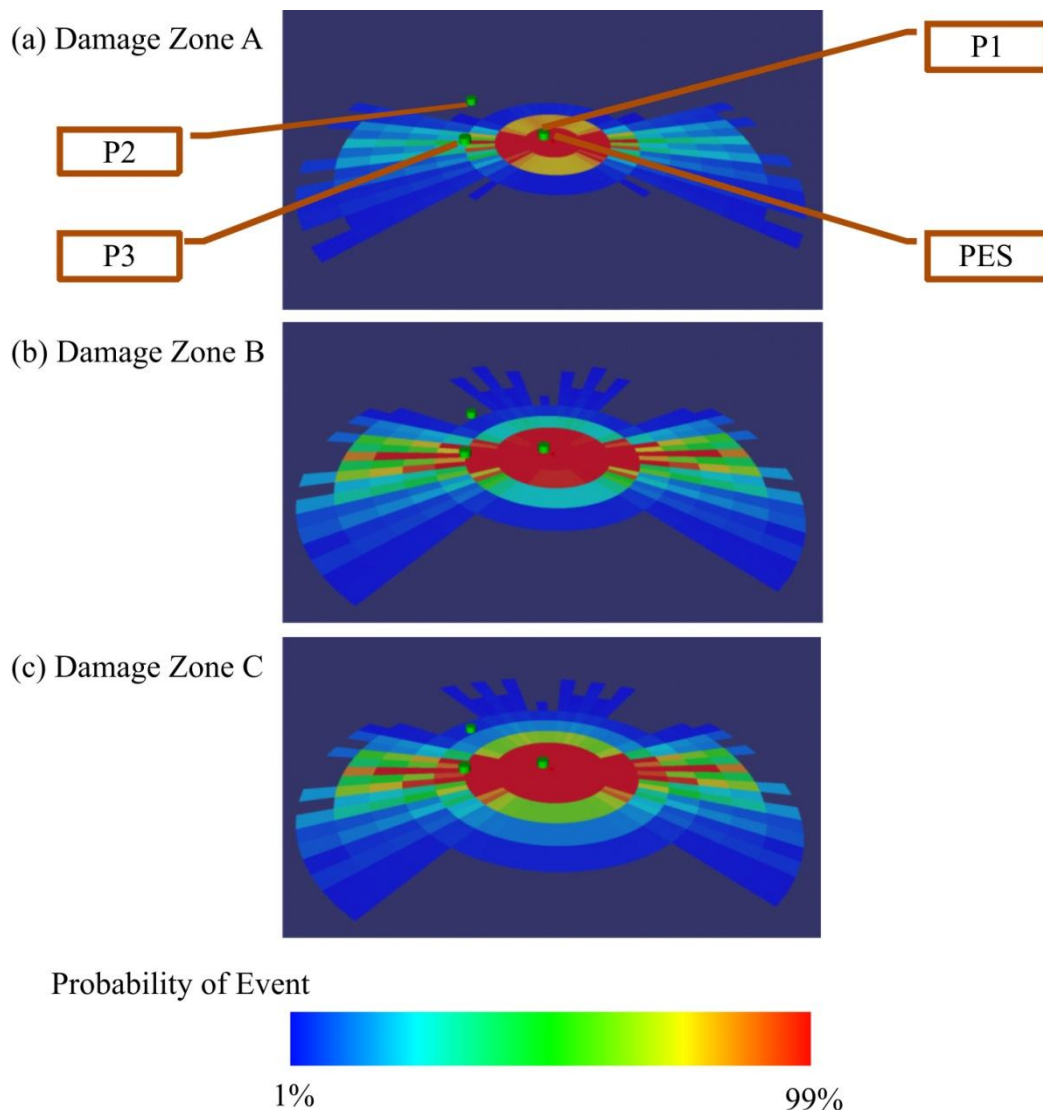 (a) Damage Zone A
P1
P2
P3
PES
(b) Damage Zone B
(c) Damage Zone C
Probability of Event
1%
99%